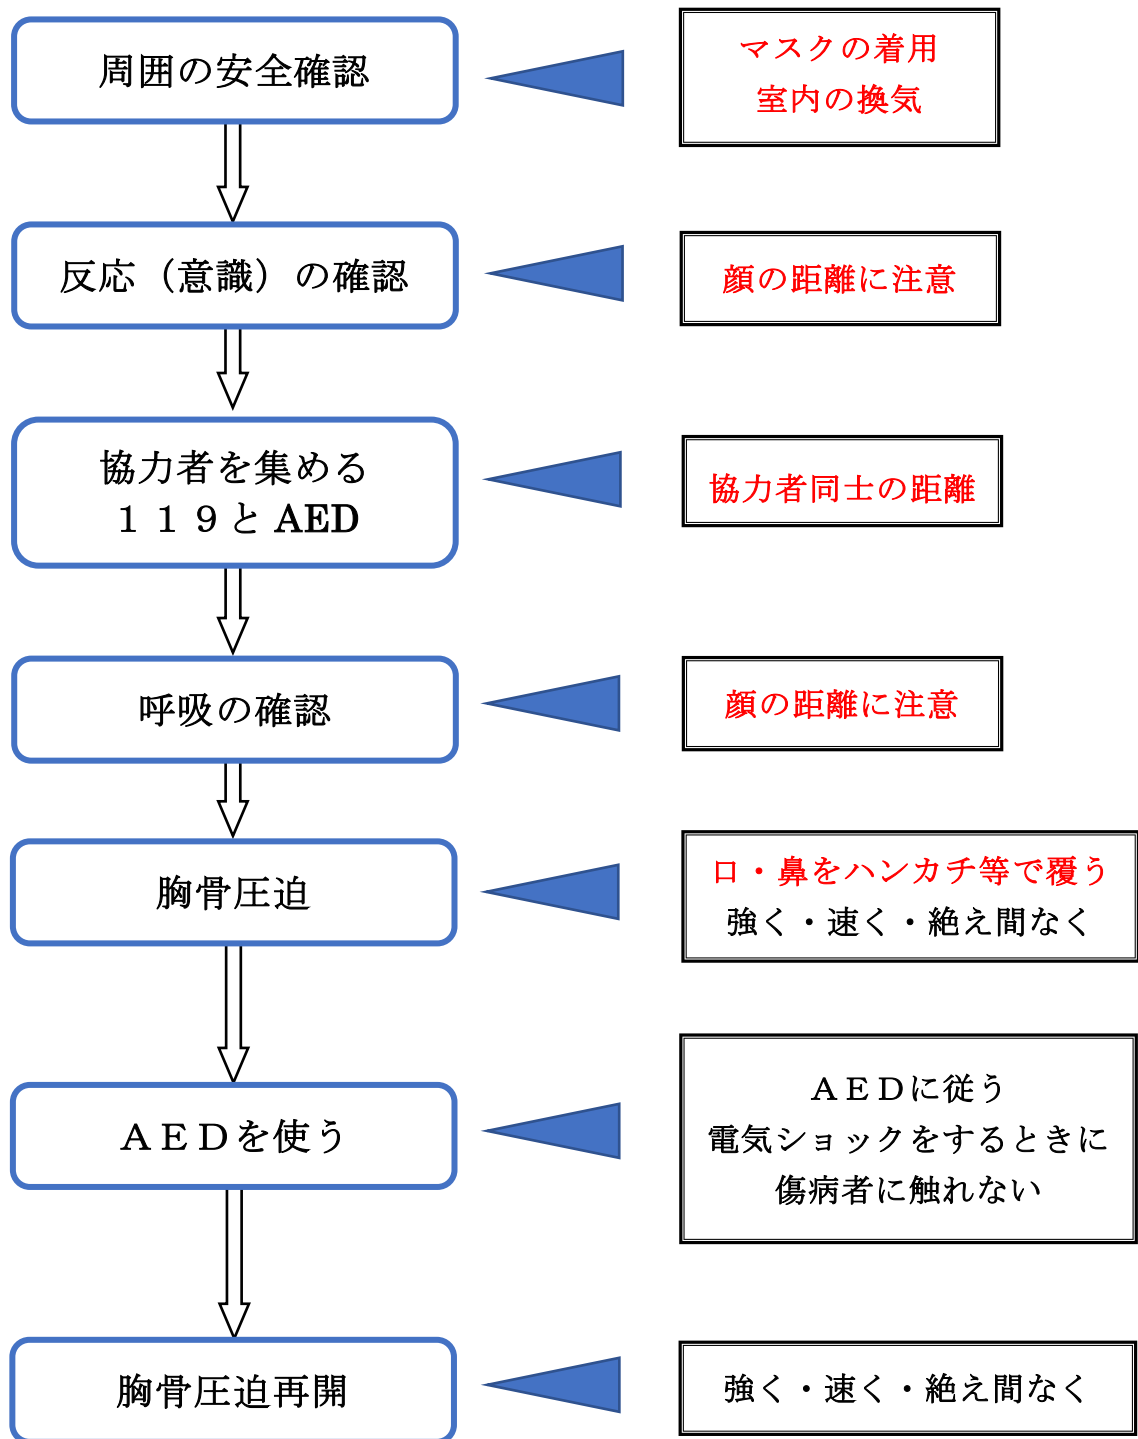 周囲の安全確認
マスクの着用
室内の換気
反応（意識）の確認
顔の距離に注意
協力者を集める
１１９とAED
協力者同士の距離
呼吸の確認
顔の距離に注意
胸骨圧迫
口・鼻をハンカチ等で覆う
強く・速く・絶え間なく
ＡＥＤを使う
ＡＥＤに従う
電気ショックをするときに
傷病者に触れない
胸骨圧迫再開
強く・速く・絶え間なく